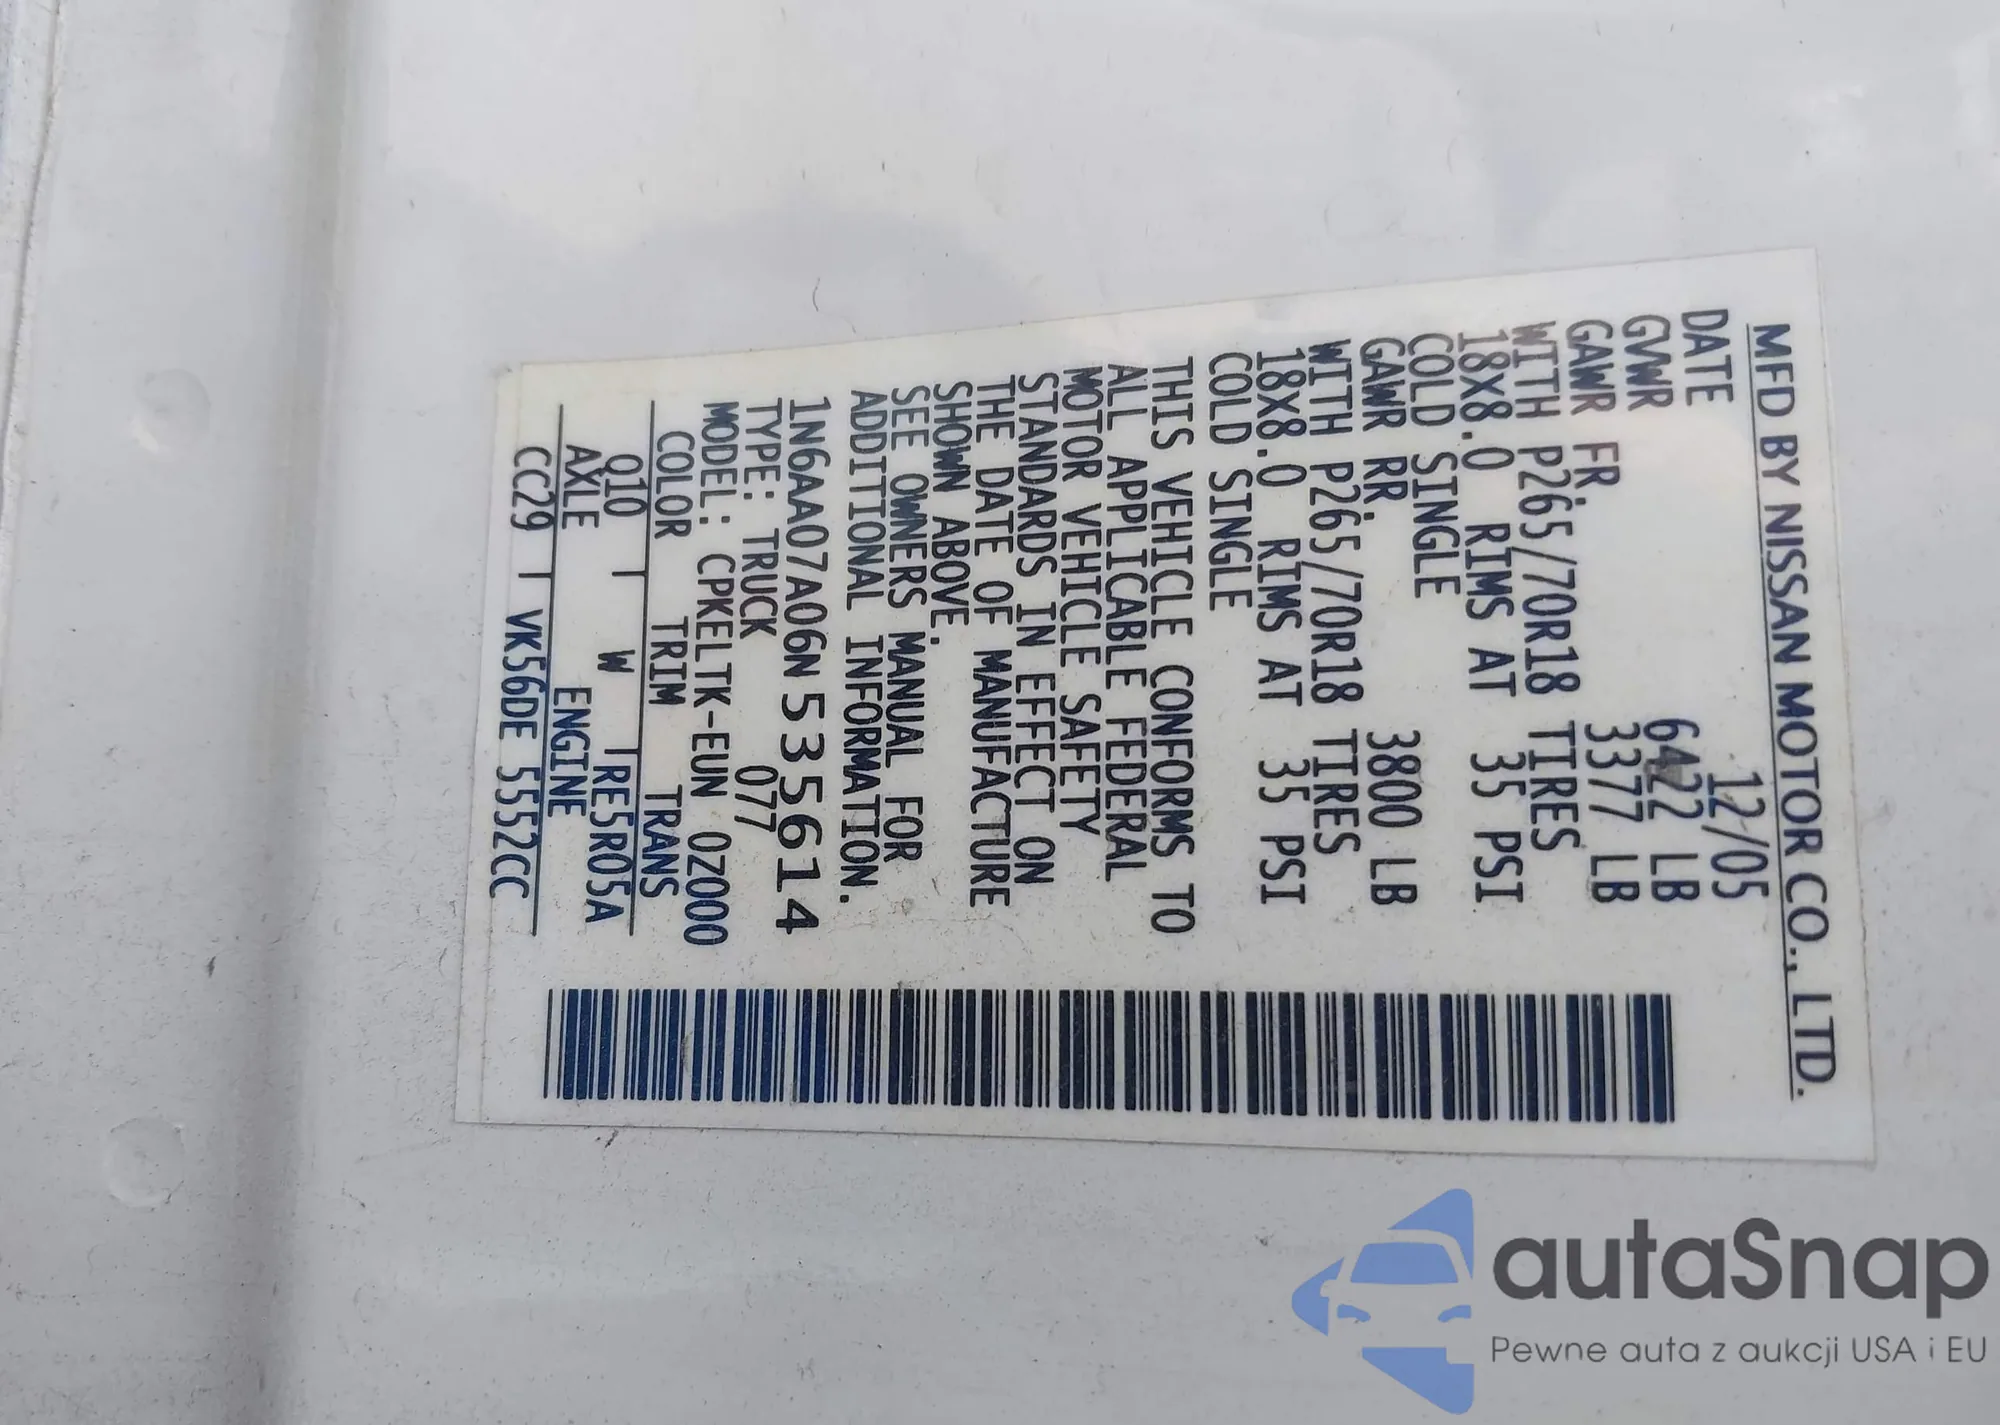 MFD BY NISSAN MOTOR CO., LTD.
DATE 12/05
GVWR 6422 LB
GAWR FR. 3377 LB
WITH P265/70R18 TIRES
18X8.0 RIMS AT 35 PSI
COLD SINGLE
GAWR RR. 3800 LB
WITH P265/70R18 TIRES
18X8.0 RIMS AT 35 PSI
COLD SINGLE
THIS VEHICLE CONFORMS TO
ALL APPLICABLE FEDERAL
MOTOR VEHICLE SAFETY
STANDARDS IN EFFECT ON
THE DATE OF MANUFACTURE
SHOWN ABOVE.
SEE OWNERS MANUAL FOR
ADDITIONAL INFORMATION.
1N6AA07A06N535614
TYPE: TRUCK 077
MODEL: CPKELTK-EUN 0Z000
COLOR TRIM TRANS
Q10 W RE5R05A
AXLE ENGINE
CC29 VK56DE 5552CC
autaSnap
Pewne auta z aukcji USA i EU